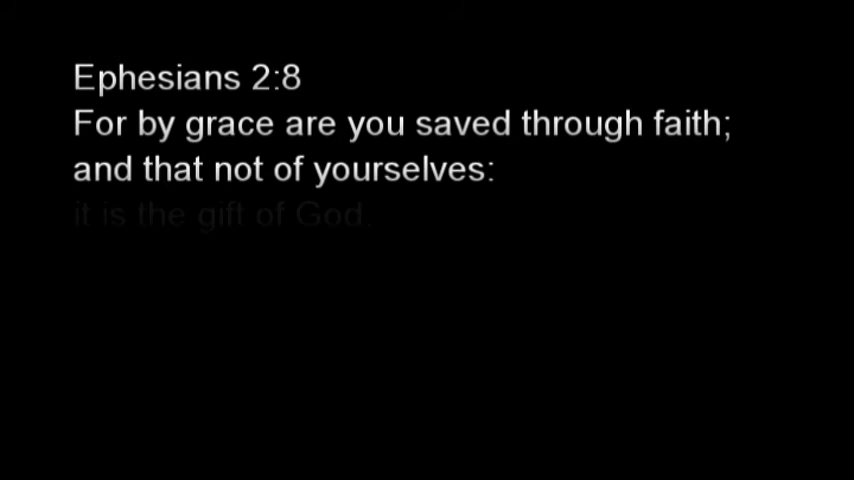 Ephesians 2:8
For by grace are you saved through faith;
and that not of yourselves:
it is the gift of God.